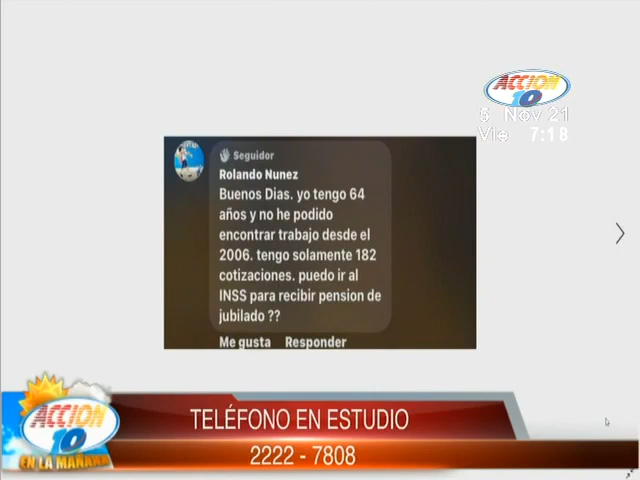 ACCION
10
5 Nov 21
Vie 7:18
Seguidor
Rolando Nunez
Buenos Dias. yo tengo 64
años y no he podido
encontrar trabajo desde el
2006. tengo solamente 182
cotizaciones. puedo ir al
INSS para recibir pension de
jubilado ??
Me gusta Responder
ACCION
10
EN LA MAÑANA
TELÉFONO EN ESTUDIO
2222 - 7808